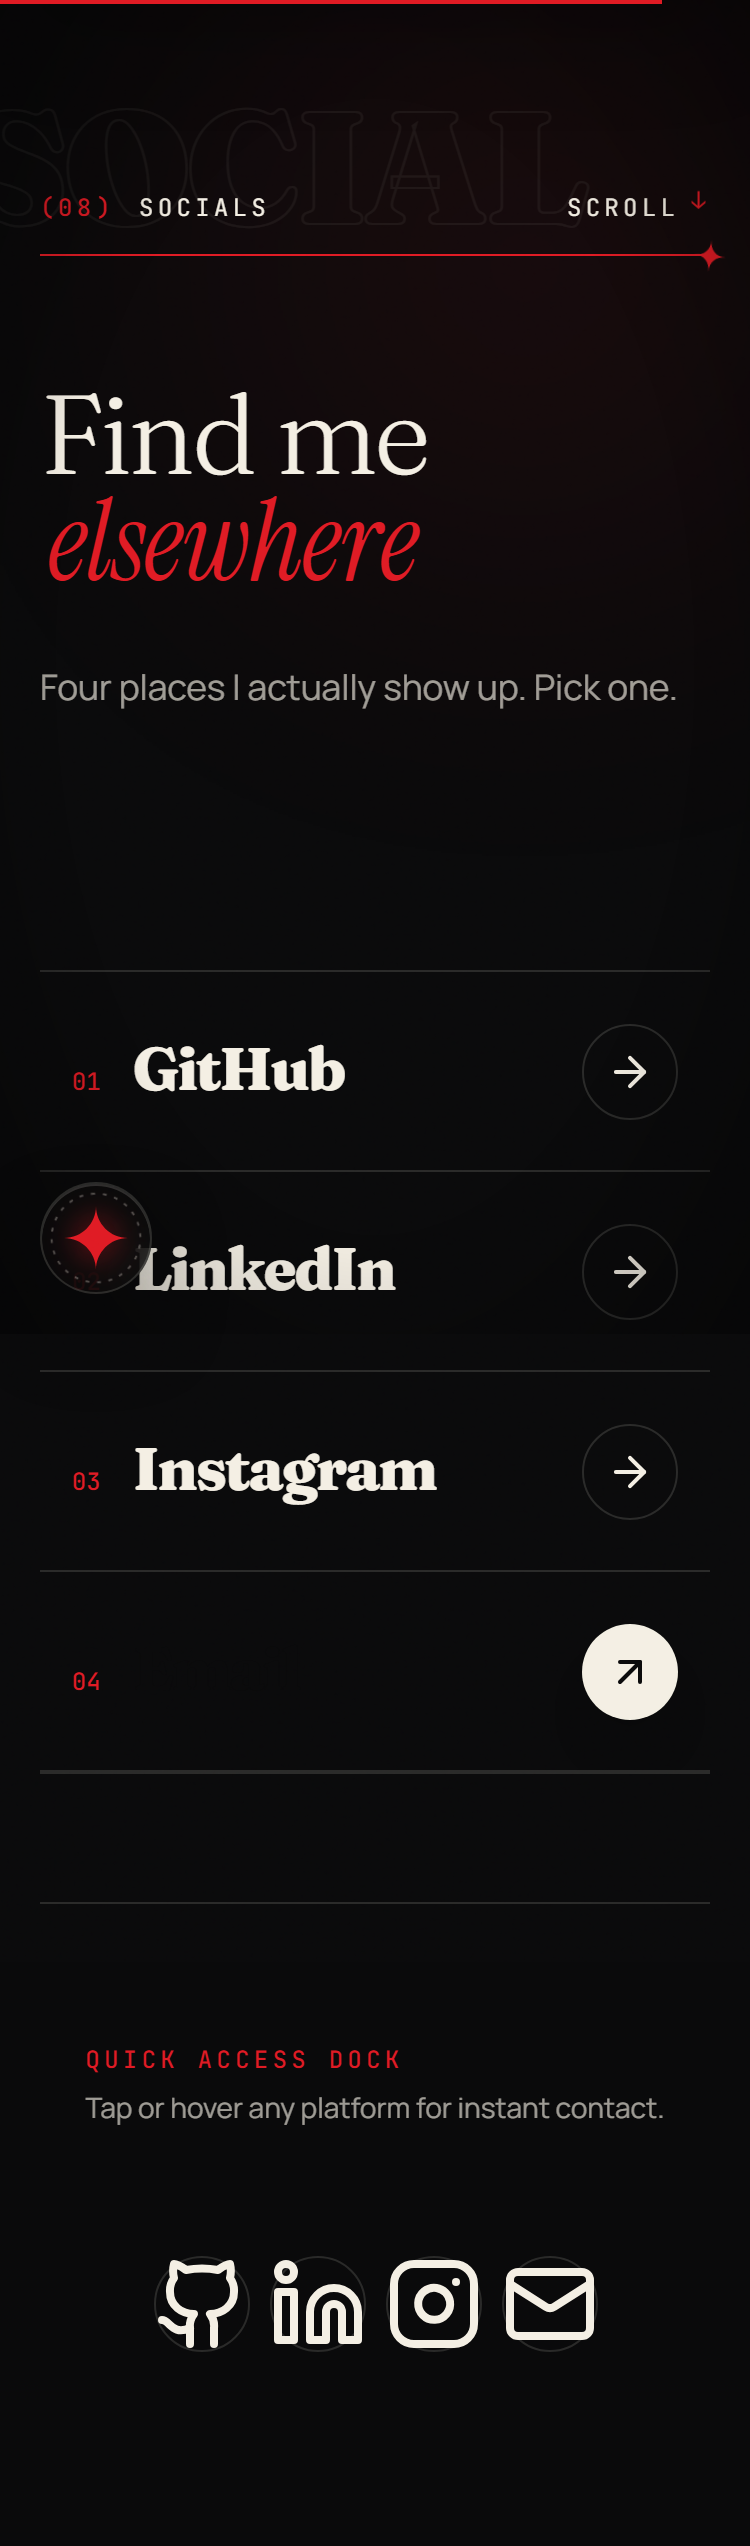 SOCIAL
(08) SOCIALS SCROLL ↓
Find me
elsewhere
Four places I actually show up. Pick one.
01 GitHub →
LinkedIn →
03 Instagram →
04 ↗
QUICK ACCESS DOCK
Tap or hover any platform for instant contact.
in